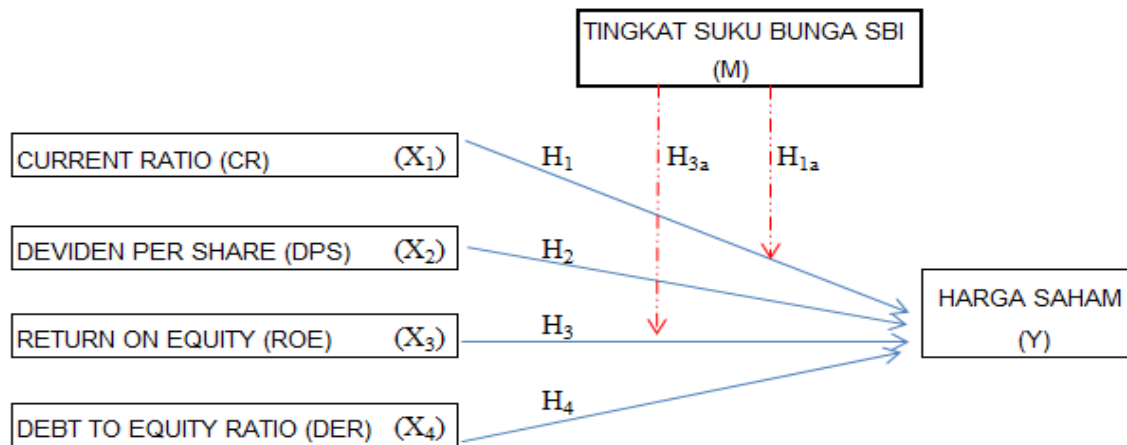 TINGKAT SUKU BUNGA SBI
(M)
CURRENT RATIO (CR) (X₁)
H₁
H₃ₐ
H₁ₐ
DEVIDEN PER SHARE (DPS) (X₂)
H₂
HARGA SAHAM
(Y)
RETURN ON EQUITY (ROE) (X₃)
H₃
DEBT TO EQUITY RATIO (DER) (X₄)
H₄